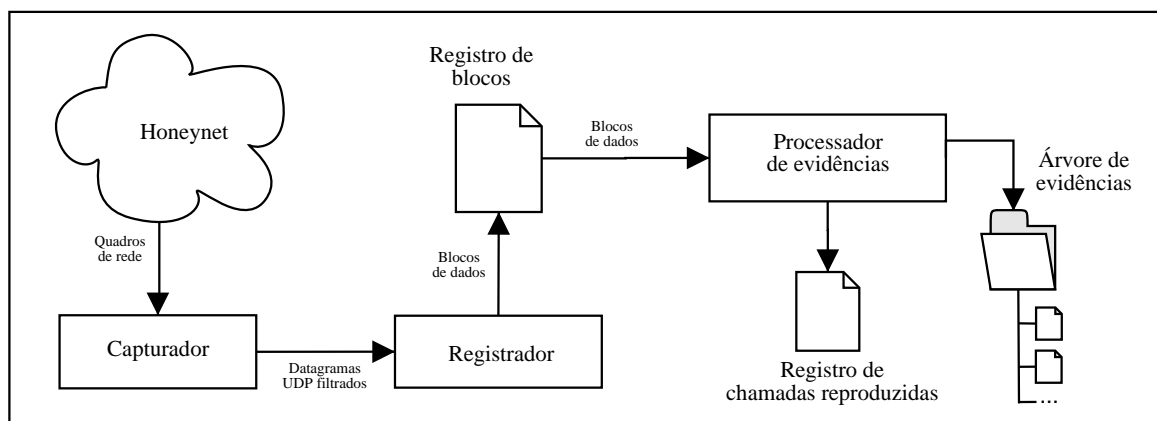 Honeynet
Quadros
de rede
Capturador
Datagramas
UDP filtrados
Registrador
Blocos
de dados
Registro de
blocos
Blocos
de dados
Processador
de evidências
Registro de
chamadas reproduzidas
Árvore de
evidências
...